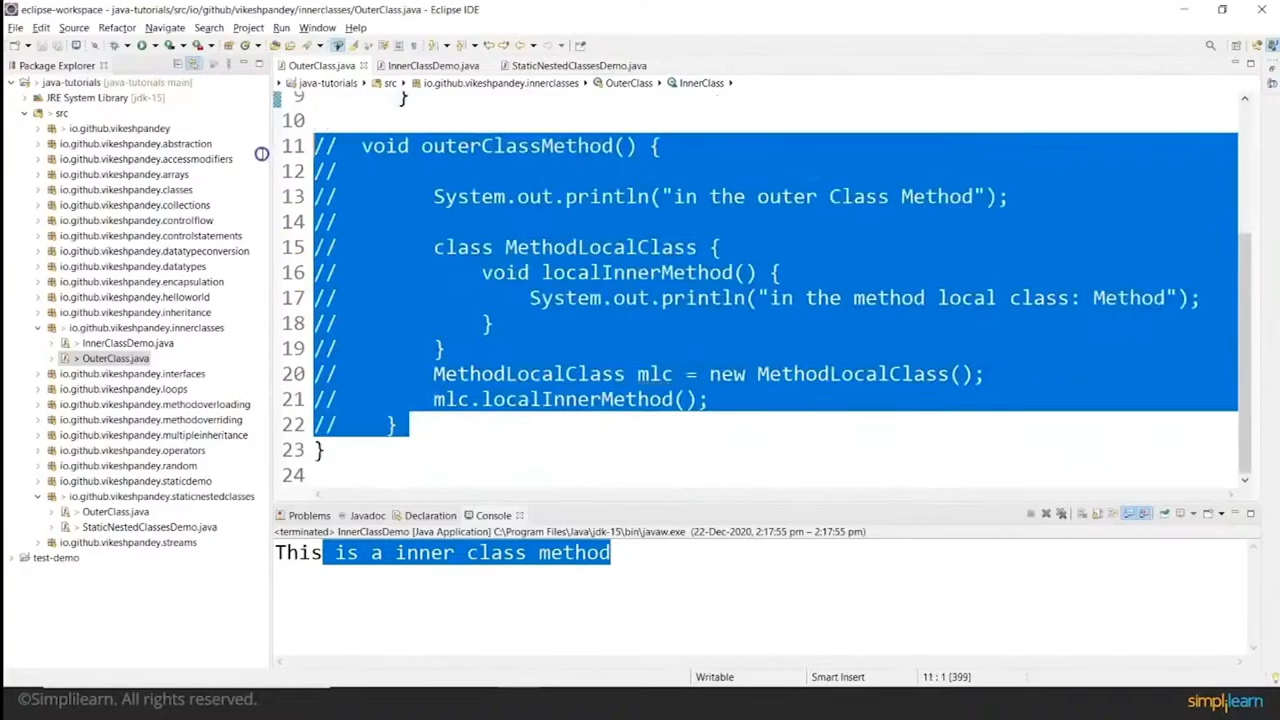 eclipse-workspace - java-tutorials/src/io/github/vikeshpandey/innerclasses/OuterClass.java - Eclipse IDE
File Edit Source Refactor Navigate Search Project Run Window Help
Package Explorer
OuterClass.java InnerClassDemo.java StaticNestedClassesDemo.java
java-tutorials src io.github.vikeshpandey.innerclasses OuterClass InnerClass
> java-tutorials [java-tutorials main]
JRE System Library [jdk-15]
> src
> io.github.vikeshpandey
io.github.vikeshpandey.abstraction
io.github.vikeshpandey.accessmodifiers
io.github.vikeshpandey.arrays
io.github.vikeshpandey.classes
io.github.vikeshpandey.collections
io.github.vikeshpandey.controlflow
io.github.vikeshpandey.controlstatements
io.github.vikeshpandey.datatypeconversion
io.github.vikeshpandey.datatypes
io.github.vikeshpandey.encapsulation
io.github.vikeshpandey.helloworld
io.github.vikeshpandey.inheritance
> io.github.vikeshpandey.innerclasses
> InnerClassDemo.java
> OuterClass.java
io.github.vikeshpandey.interfaces
io.github.vikeshpandey.loops
io.github.vikeshpandey.methodoverloading
io.github.vikeshpandey.methodoverriding
io.github.vikeshpandey.multipleinheritance
io.github.vikeshpandey.operators
io.github.vikeshpandey.random
io.github.vikeshpandey.staticdemo
> io.github.vikeshpandey.staticnestedclasses
> OuterClass.java
> StaticNestedClassesDemo.java
io.github.vikeshpandey.streams
test-demo
9 }
10
11 // void outerClassMethod() {
12 //
13 // System.out.println("in the outer Class Method");
14 //
15 // class MethodLocalClass {
16 // void localInnerMethod() {
17 // System.out.println("in the method local class: Method");
18 // }
19 // }
20 // MethodLocalClass mlc = new MethodLocalClass();
21 // mlc.localInnerMethod();
22 // }
23 }
24
Problems Javadoc Declaration Console
<terminated> InnerClassDemo [Java Application] C:\Program Files\Java\jdk-15\bin\javaw.exe (22-Dec-2020, 2:17:55 pm – 2:17:55 pm)
This is a inner class method
Writable Smart Insert 11 : 1 [399]
©Simplilearn. All rights reserved.
simplilearn